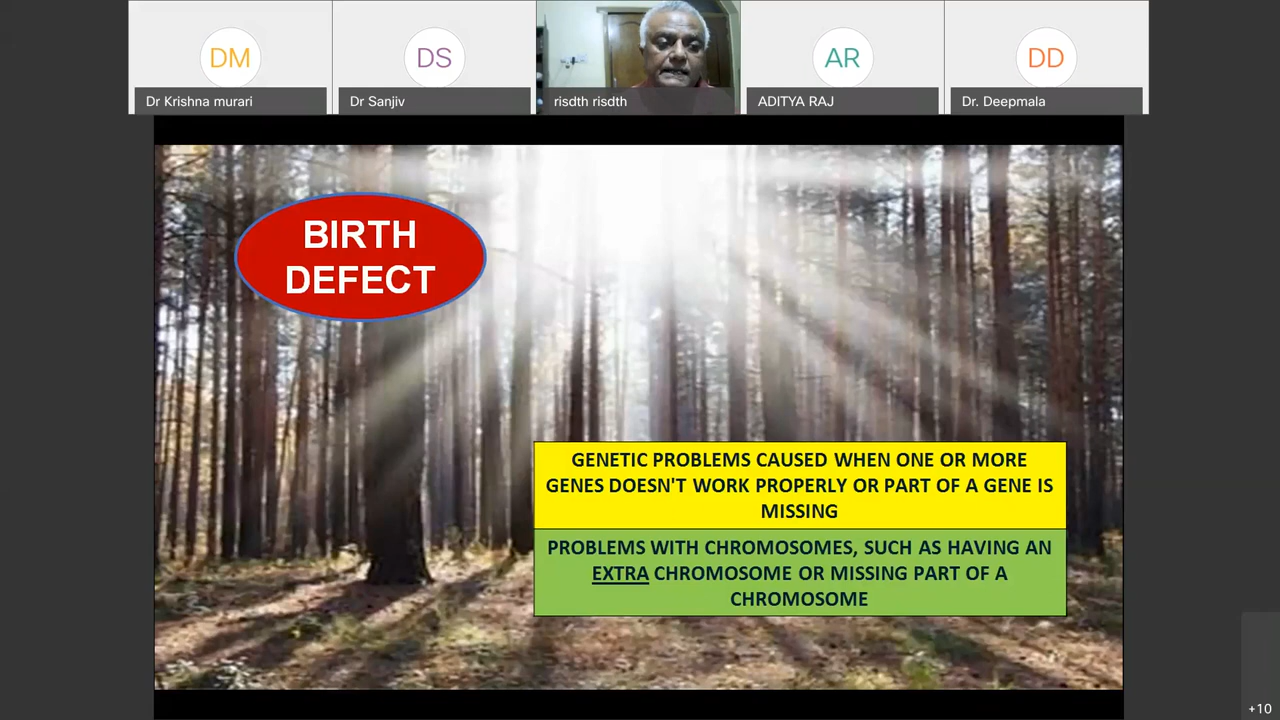 DM
DS
AR
DD
Dr Krishna murari
Dr Sanjiv
risdth risdth
ADITYA RAJ
Dr. Deepmala
BIRTH
DEFECT
GENETIC PROBLEMS CAUSED WHEN ONE OR MORE
GENES DOESN'T WORK PROPERLY OR PART OF A GENE IS
MISSING
PROBLEMS WITH CHROMOSOMES, SUCH AS HAVING AN
EXTRA CHROMOSOME OR MISSING PART OF A
CHROMOSOME
+10